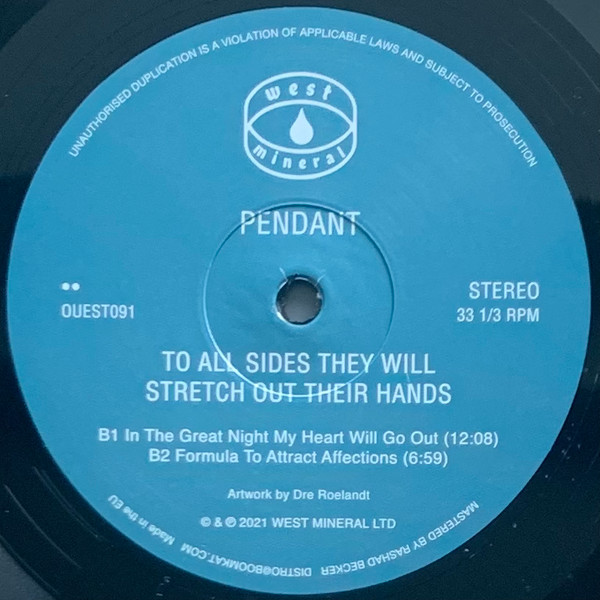 UNAUTHORISED DUPLICATION IS A VIOLATION OF APPLICABLE LAWS AND SUBJECT TO PROSECUTION
west
mineral
PENDANT
OUEST091
STEREO
33 1/3 RPM
TO ALL SIDES THEY WILL
STRETCH OUT THEIR HANDS
B1 In The Great Night My Heart Will Go Out (12:08)
B2 Formula To Attract Affections (6:59)
Artwork by Dre Roelandt
© & ℗ 2021 WEST MINERAL LTD
MASTERED BY RASHAD BECKER
DISTRO@BOOMKAT.COM
Made in the EU